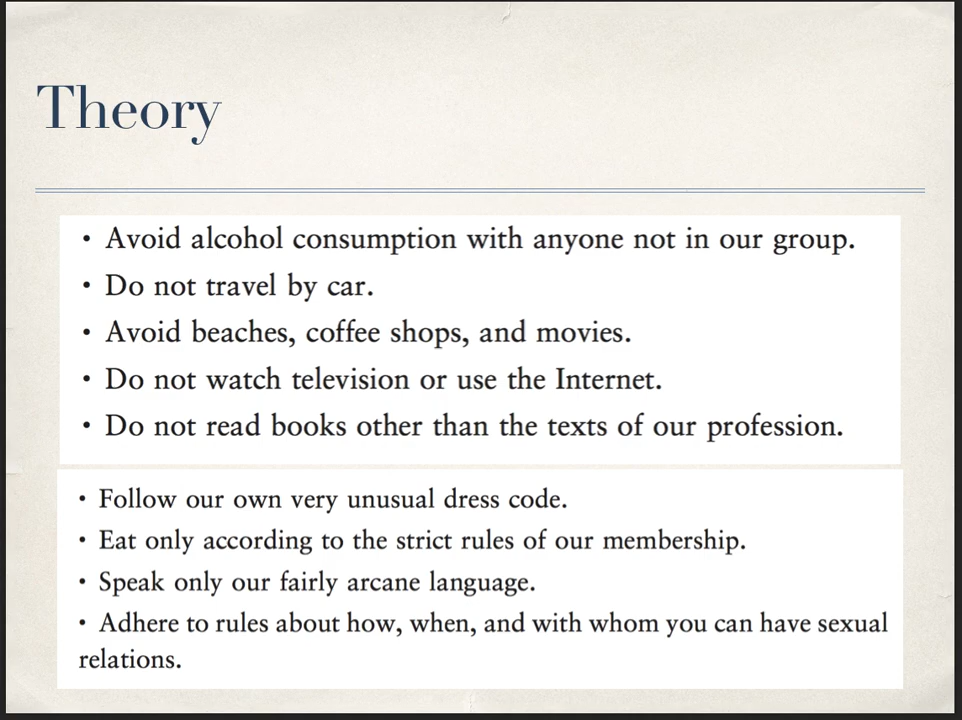 Theory
• Avoid alcohol consumption with anyone not in our group.
• Do not travel by car.
• Avoid beaches, coffee shops, and movies.
• Do not watch television or use the Internet.
• Do not read books other than the texts of our profession.
• Follow our own very unusual dress code.
• Eat only according to the strict rules of our membership.
• Speak only our fairly arcane language.
• Adhere to rules about how, when, and with whom you can have sexual
relations.